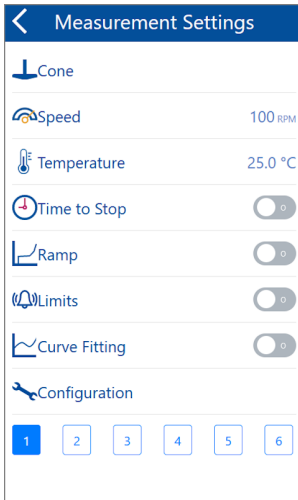 Measurement Settings
Cone
Speed 100 RPM
Temperature 25.0 °C
Time to Stop
Ramp
Limits
Curve Fitting
Configuration
1 2 3 4 5 6